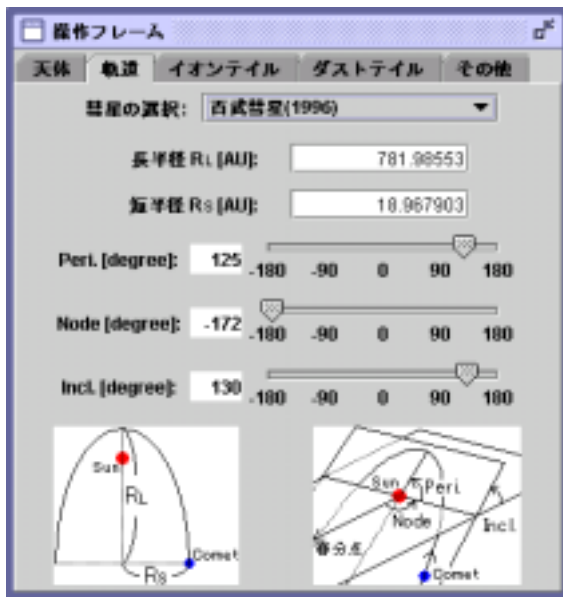 操作フレーム
天体 軌道 イオンテイル ダストテイル その他
彗星の選択: 百武彗星(1996)
長半径 RL [AU]: 781.98553
短半径 RS [AU]: 18.967903
Peri. [degree]: 125 -180 -90 0 90 180
Node [degree]: -172 -180 -90 0 90 180
Incl. [degree]: 130 -180 -90 0 90 180
Sun
RL
Comet
RS
Sun Peri.
Node
Incl.
春分点
Comet